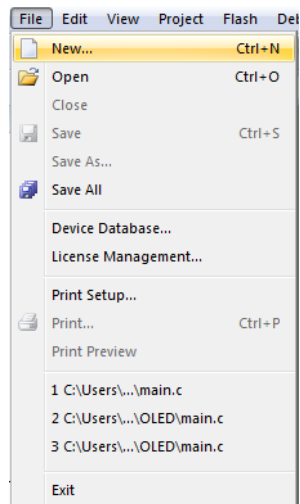 File Edit View Project Flash
New... Ctrl+N
Open Ctrl+O
Close
Save Ctrl+S
Save As...
Save All
Device Database...
License Management...
Print Setup...
Print... Ctrl+P
Print Preview
1 C:\Users\...\main.c
2 C:\Users\...\OLED\main.c
3 C:\Users\...\OLED\main.c
Exit